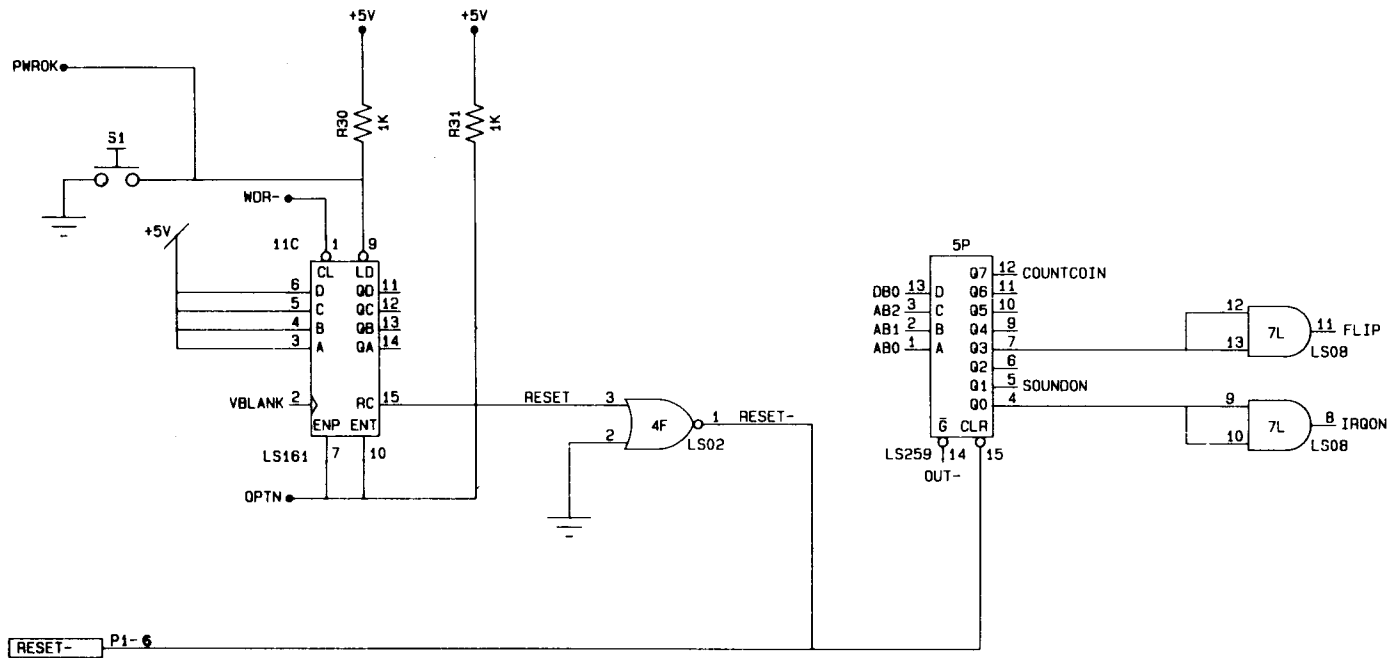 +5V
+5V
PWROK
R30
1K
R31
1K
S1
WDR-
+5V
11C 1 9
CL LD
6 D QD 11
5 C QC 12
4 B QB 13
3 A QA 14
VBLANK 2 RC 15
ENP ENT
LS161 7 10
OPTN
RESET 3
2
4F
1 RESET-
LS02
5P
Q7 12 COUNTCOIN
DB0 13 D Q6 11
AB2 3 C Q5 10
AB1 2 B Q4 9
AB0 1 A Q3 7
Q2 6
Q1 5 SOUNDON
Q0 4
G CLR
LS259 14 15
OUT-
12
13
7L
11 FLIP
LS08
9
10
7L
8 IRQON
LS08
RESET- P1-6